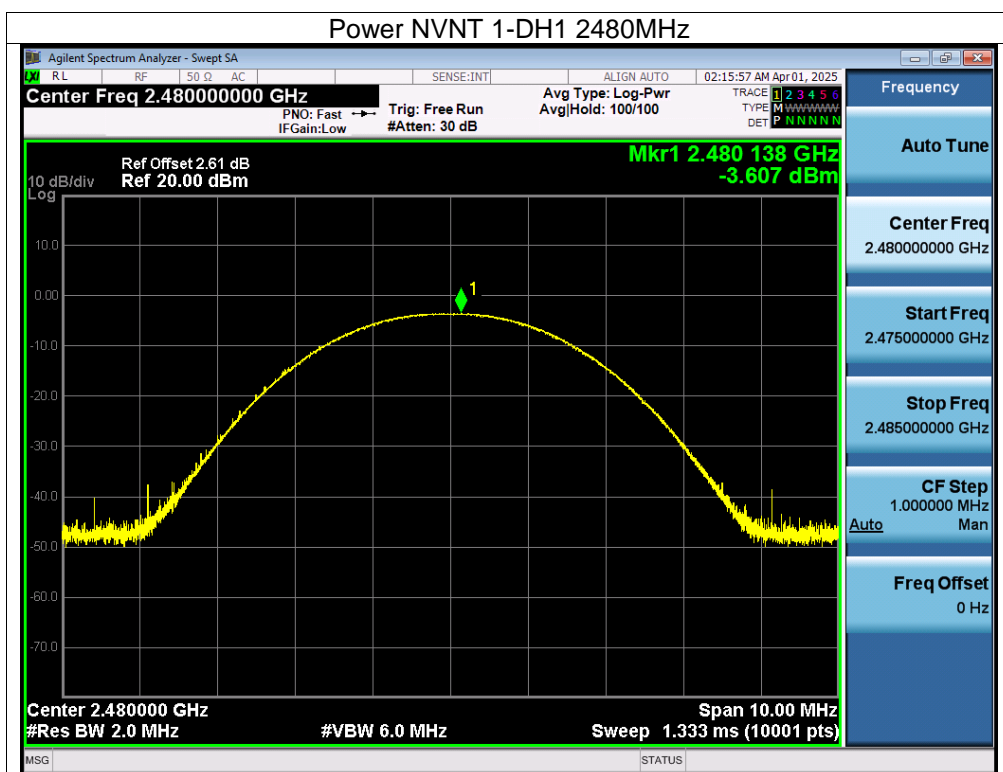 Power NVNT 1-DH1 2480MHz
Agilent Spectrum Analyzer - Swept SA
LXI RL RF 50 Ω AC SENSE:INT ALIGN AUTO 02:15:57 AM Apr 01, 2025
Center Freq 2.480000000 GHz
PNO: Fast
IFGain:Low
Trig: Free Run
#Atten: 30 dB
Avg Type: Log-Pwr
Avg|Hold: 100/100
TRACE 1 2 3 4 5 6
TYPE M WWWWW
DET P N N N N N
Mkr1 2.480 138 GHz
-3.607 dBm
Ref Offset 2.61 dB
10 dB/div Ref 20.00 dBm
Log
10.0
0.00
-10.0
-20.0
-30.0
-40.0
-50.0
-60.0
-70.0
1
Center 2.480000 GHz Span 10.00 MHz
#Res BW 2.0 MHz #VBW 6.0 MHz Sweep 1.333 ms (10001 pts)
MSG STATUS
Frequency
Auto Tune
Center Freq
2.480000000 GHz
Start Freq
2.475000000 GHz
Stop Freq
2.485000000 GHz
CF Step
1.000000 MHz
Auto Man
Freq Offset
0 Hz